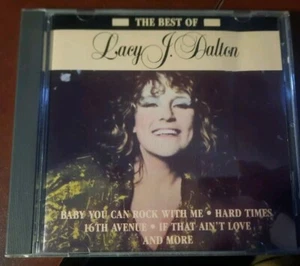 THE BEST OF
Lacy J. Dalton
BABY YOU CAN ROCK WITH ME • HARD TIMES
16TH AVENUE • IF THAT AIN'T LOVE
AND MORE